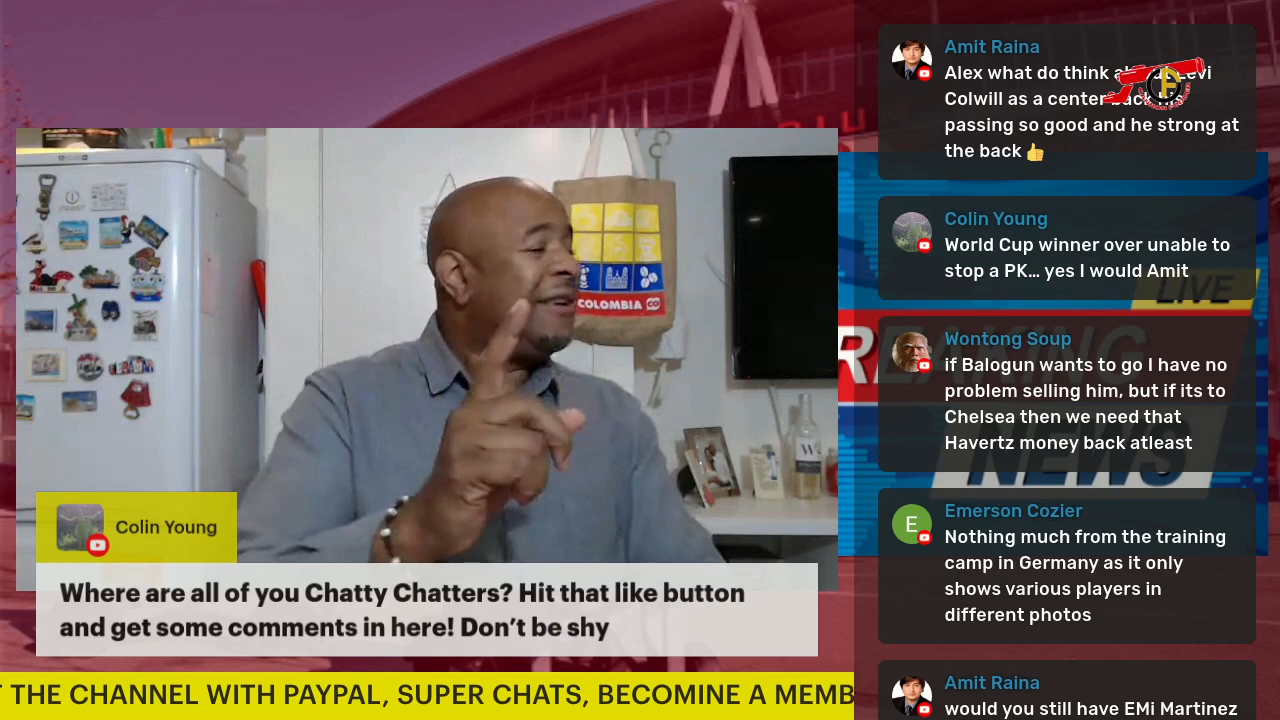 Amit Raina
Alex what do think about Levi
Colwill as a center back his
passing so good and he strong at
the back 👍
Colin Young
World Cup winner over unable to
stop a PK... yes I would Amit
LIVE
Wontong Soup
if Balogun wants to go I have no
problem selling him, but if its to
Chelsea then we need that
Havertz money back atleast
BREAKING
NEWS
E
Emerson Cozier
Nothing much from the training
camp in Germany as it only
shows various players in
different photos
Amit Raina
would you still have EMi Martinez
COLOMBIA CO
Colin Young
Where are all of you Chatty Chatters? Hit that like button
and get some comments in here! Don’t be shy
THE CHANNEL WITH PAYPAL, SUPER CHATS, BECOMINE A MEMB